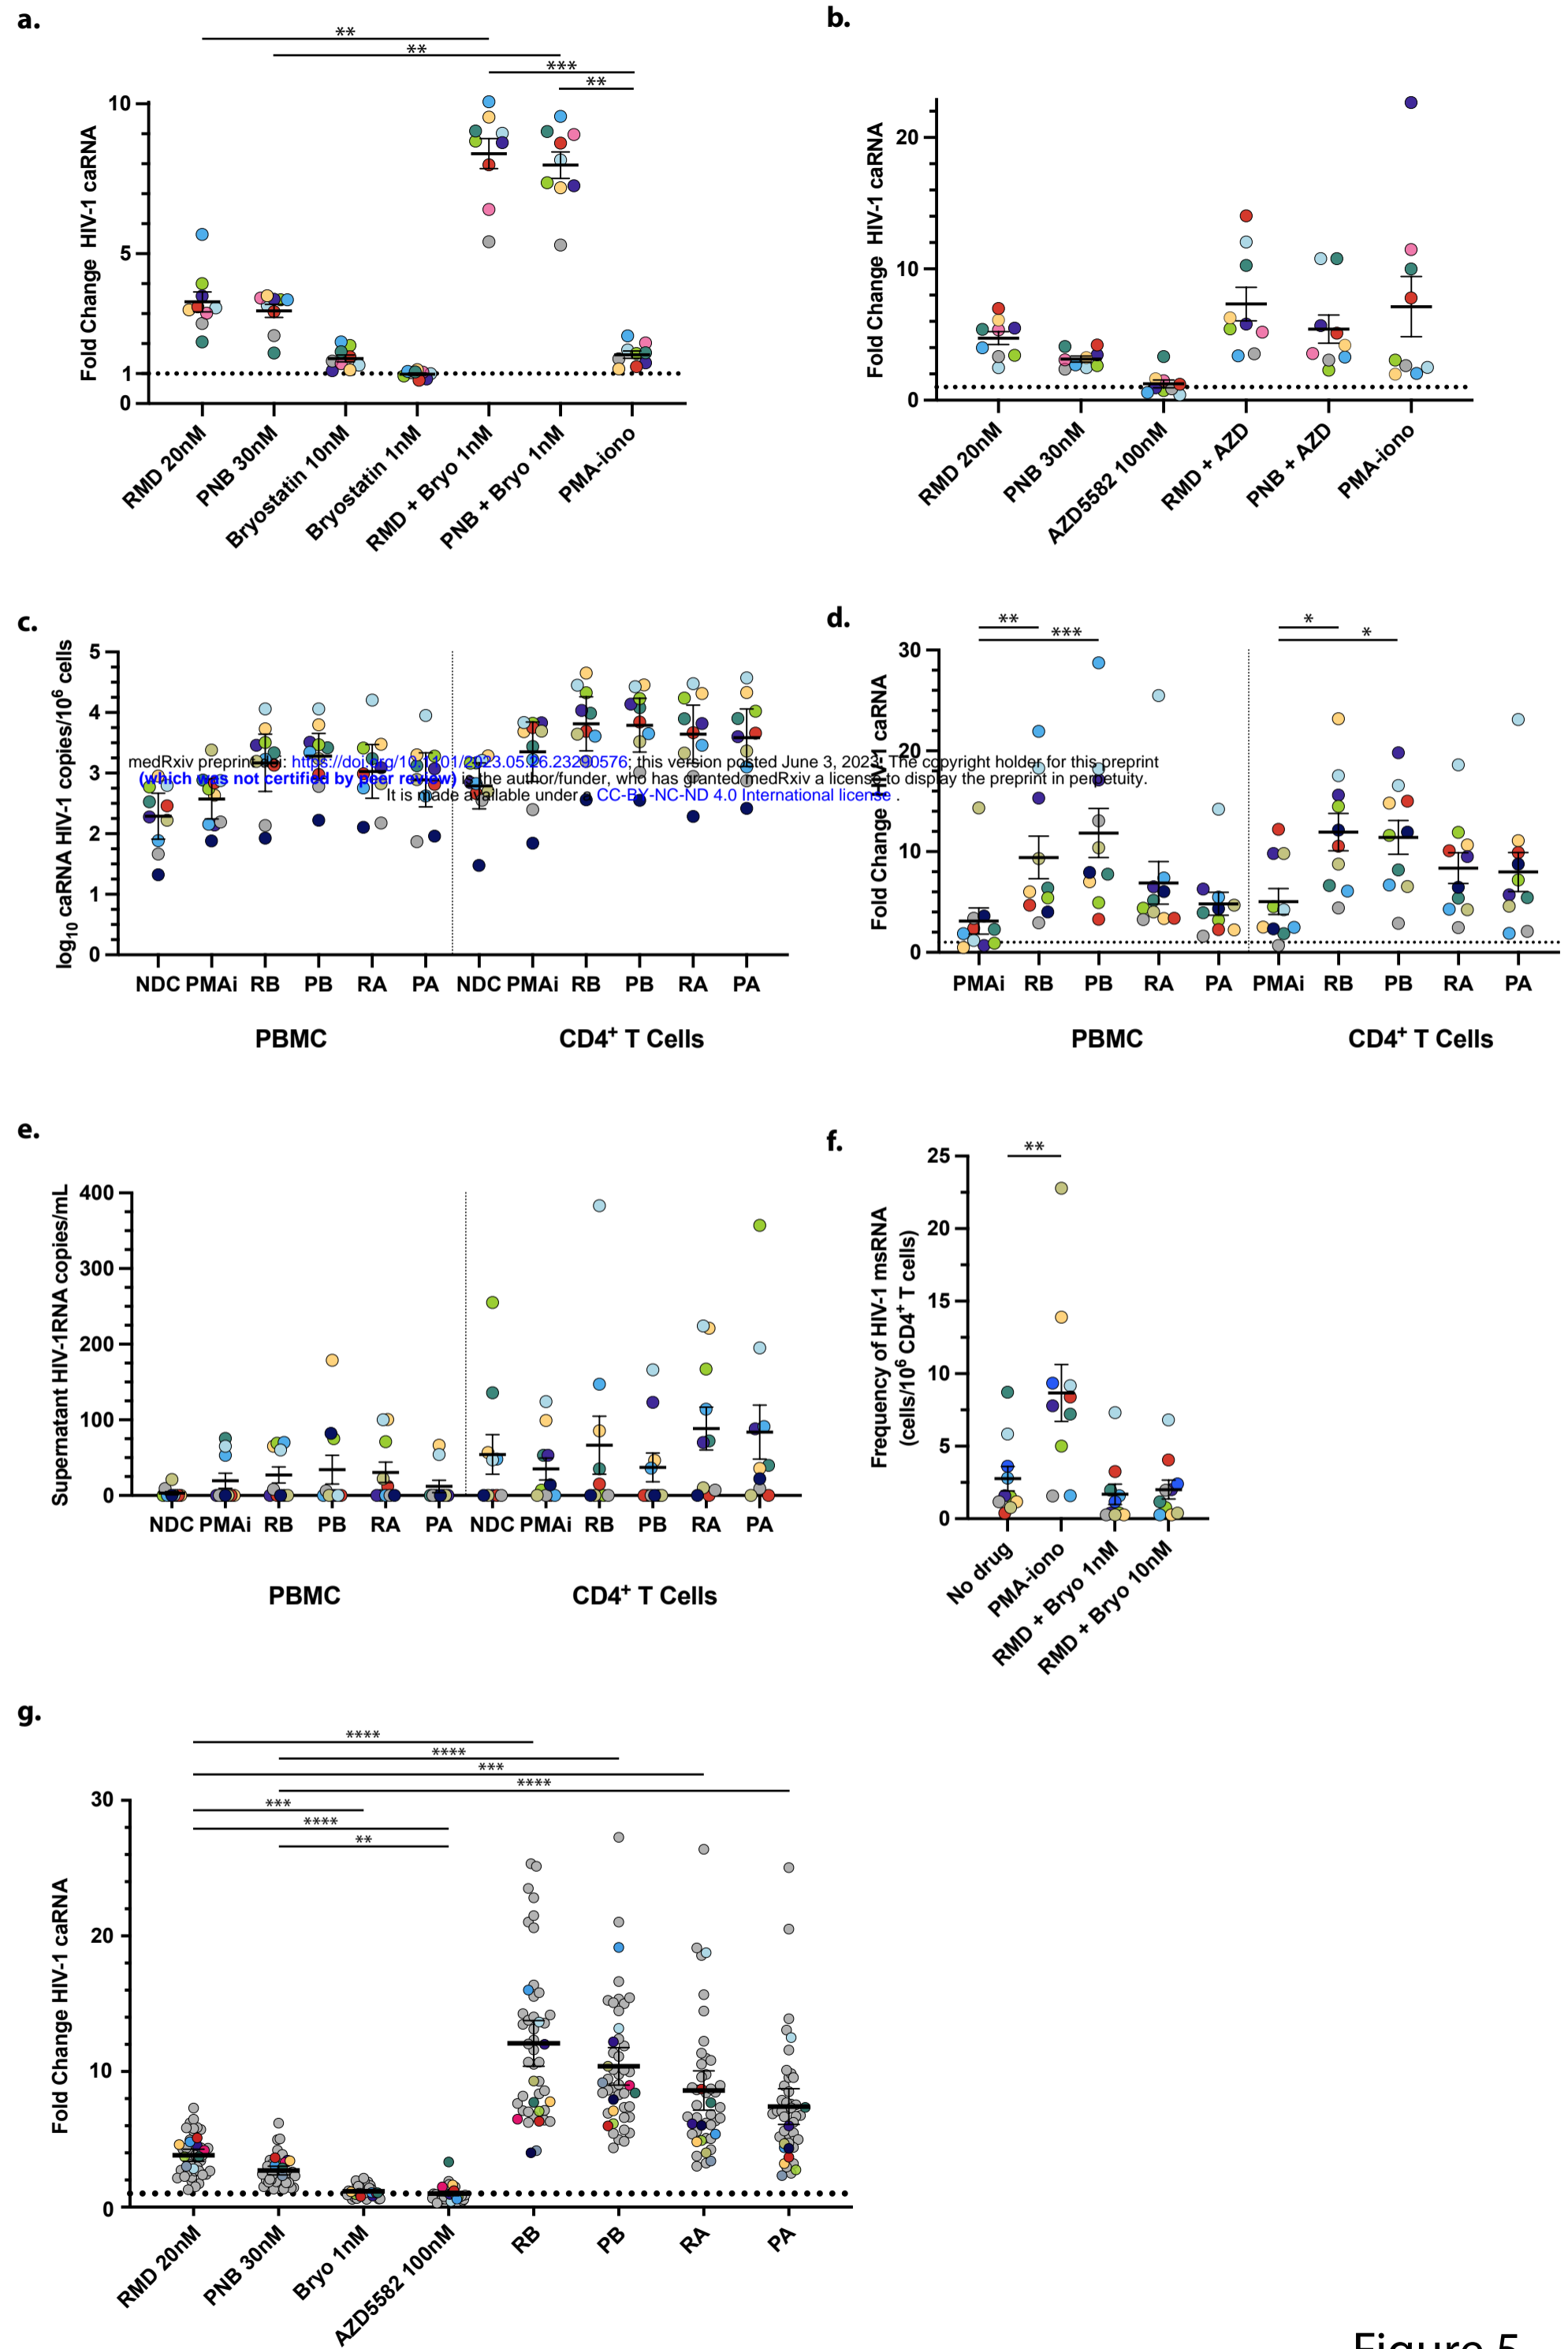 a.
**
**
***
**
Fold Change HIV-1 caRNA
10
5
1
0
RMD 20nM
PNB 30nM
Bryostatin 10nM
Bryostatin 1nM
RMD + Bryo 1nM
PNB + Bryo 1nM
PMA-iono
b.
Fold Change HIV-1 caRNA
20
10
0
RMD 20nM
PNB 30nM
AZD5582 100nM
RMD + AZD
PNB + AZD
PMA-iono
c.
log10 caRNA HIV-1 copies/10⁶ cells
5
4
3
2
1
0
NDC PMAi RB PB RA PA NDC PMAi RB PB RA PA
PBMC CD4⁺ T Cells
d.
** *
*** *
Fold Change HIV-1 caRNA
30
20
10
0
PMAi RB PB RA PA PMAi RB PB RA PA
PBMC CD4⁺ T Cells
medRxiv preprint doi: https://doi.org/10.1101/2023.05.26.23290576; this version posted June 3, 2023. The copyright holder for this preprint
(which was not certified by peer review) is the author/funder, who has granted medRxiv a license to display the preprint in perpetuity.
It is made available under a CC-BY-NC-ND 4.0 International license .
e.
Supernatant HIV-1RNA copies/mL
400
300
200
100
0
NDC PMAi RB PB RA PA NDC PMAi RB PB RA PA
PBMC CD4⁺ T Cells
f.
**
Frequency of HIV-1 msRNA
(cells/10⁶ CD4⁺ T cells)
25
20
15
10
5
0
No drug
PMA-iono
RMD + Bryo 1nM
RMD + Bryo 10nM
g.
****
****
***
****
***
****
**
Fold Change HIV-1 caRNA
30
20
10
0
RMD 20nM
PNB 30nM
Bryo 1nM
AZD5582 100nM
RB
PB
RA
PA
Figure 5